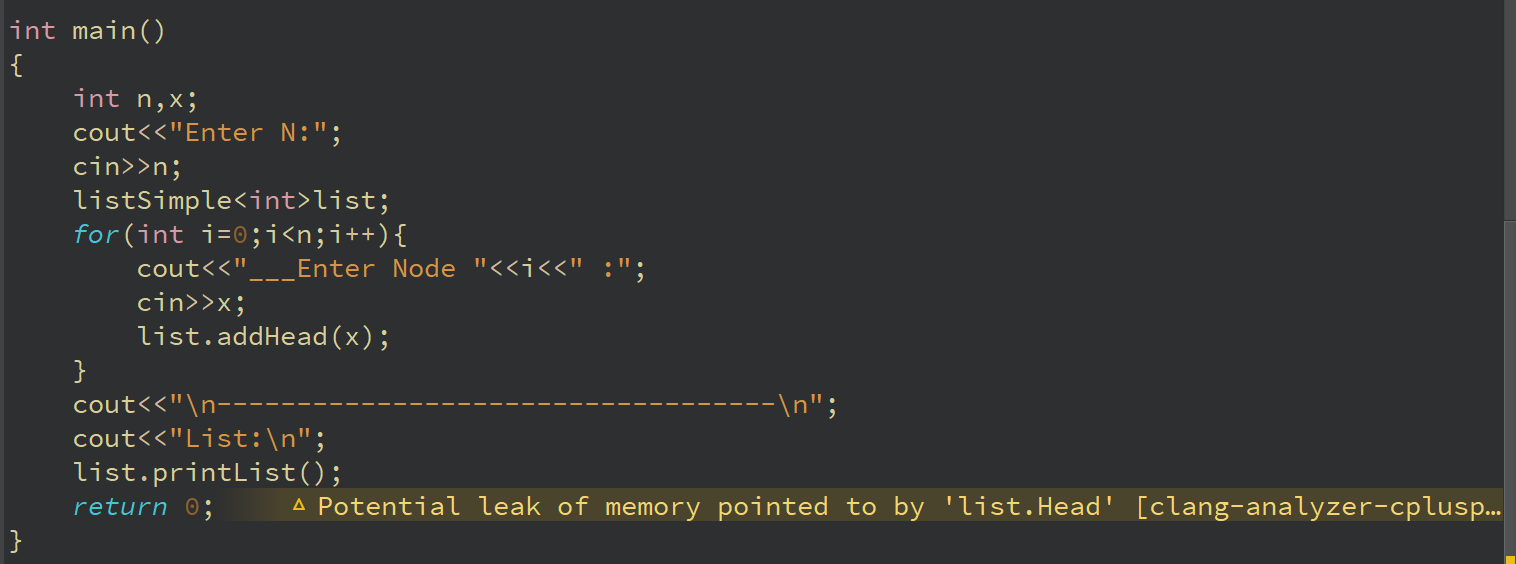 int main()
{
    int n,x;
    cout<<"Enter N:";
    cin>>n;
    listSimple<int>list;
    for(int i=0;i<n;i++){
        cout<<"___Enter Node "<<i<<" :";
        cin>>x;
        list.addHead(x);
    }
    cout<<"\n-----------------------------------\n";
    cout<<"List:\n";
    list.printList();
    return 0; Potential leak of memory pointed to by 'list.Head' [clang-analyzer-cplusp…
}